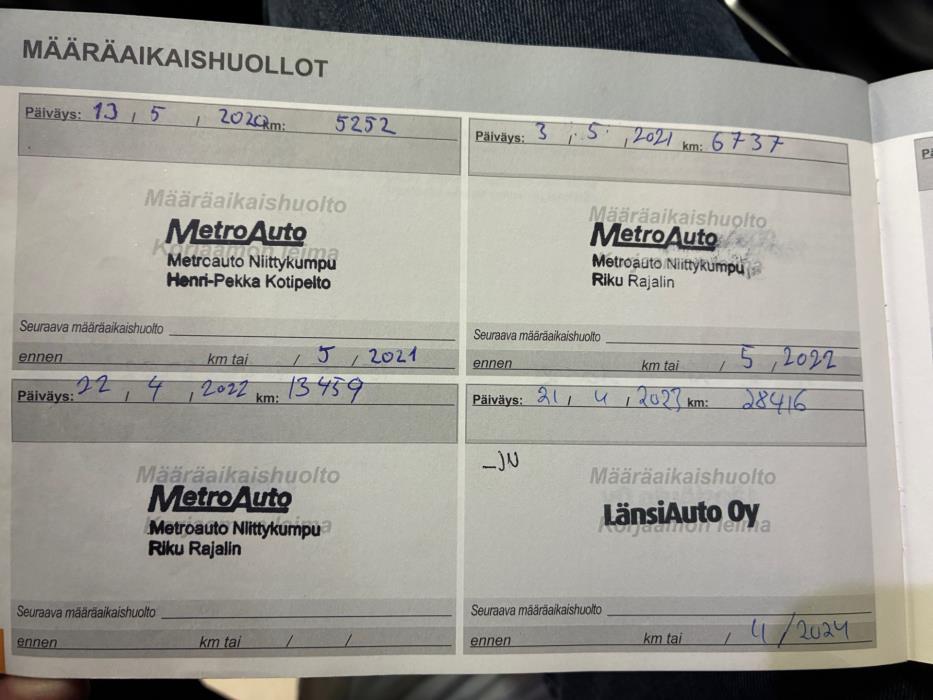 MÄÄRÄAIKAISHUOLLOT
Päiväys: 13 / 5 / 2020 km: 5252
Määräaikaishuolto
Korjaamon leima
MetroAuto
Metroauto Niittykumpu
Henri-Pekka Kotipelto
Seuraava määräaikaishuolto
ennen km tai / 5 / 2021
Päiväys: 3 / 5 / 2021 km: 6737
Määräaikaishuolto
MetroAuto
Metroauto Niittykumpu
Riku Rajalin
Seuraava määräaikaishuolto
ennen km tai / 5 / 2022
Päiväys: 22 / 4 / 2022 km: 13459
Määräaikaishuolto
Korjaamon leima
MetroAuto
Metroauto Niittykumpu
Riku Rajalin
Seuraava määräaikaishuolto
ennen km tai / /
Päiväys: 21 / 4 / 2023 km: 28416
JN
Määräaikaishuolto
Korjaamon leima
LänsiAuto Oy
Seuraava määräaikaishuolto
ennen km tai / 4 / 2024